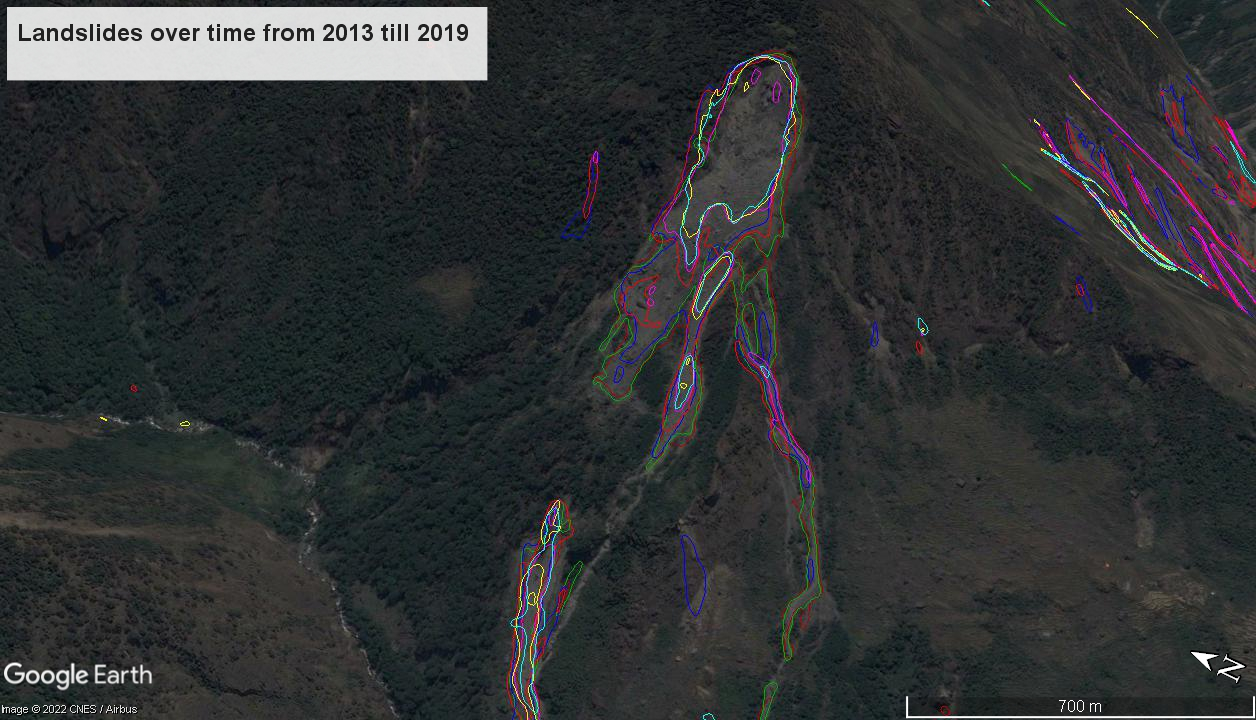 Landslides over time from 2013 till 2019
N
Google Earth
Image © 2022 CNES / Airbus
700 m